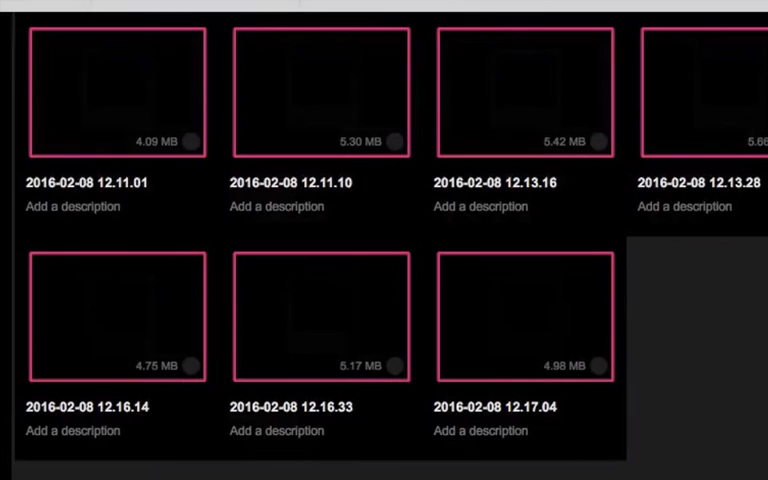 4.09 MB 5.30 MB 5.42 MB 5.66
2016-02-08 12.11.01 2016-02-08 12.11.10 2016-02-08 12.13.16 2016-02-08 12.13.28
Add a description Add a description Add a description Add a description
4.75 MB 5.17 MB 4.98 MB
2016-02-08 12.16.14 2016-02-08 12.16.33 2016-02-08 12.17.04
Add a description Add a description Add a description